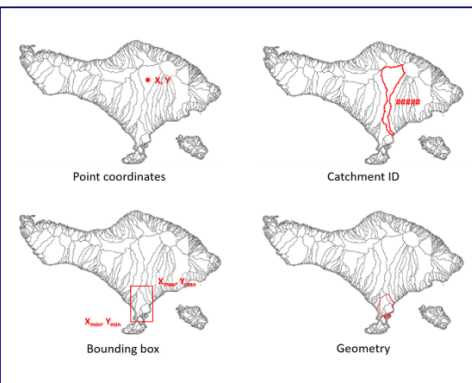 X, Y
Point coordinates
#####
Catchment ID
Xmax, Ymax
Xmin, Ymin
Bounding box
Geometry